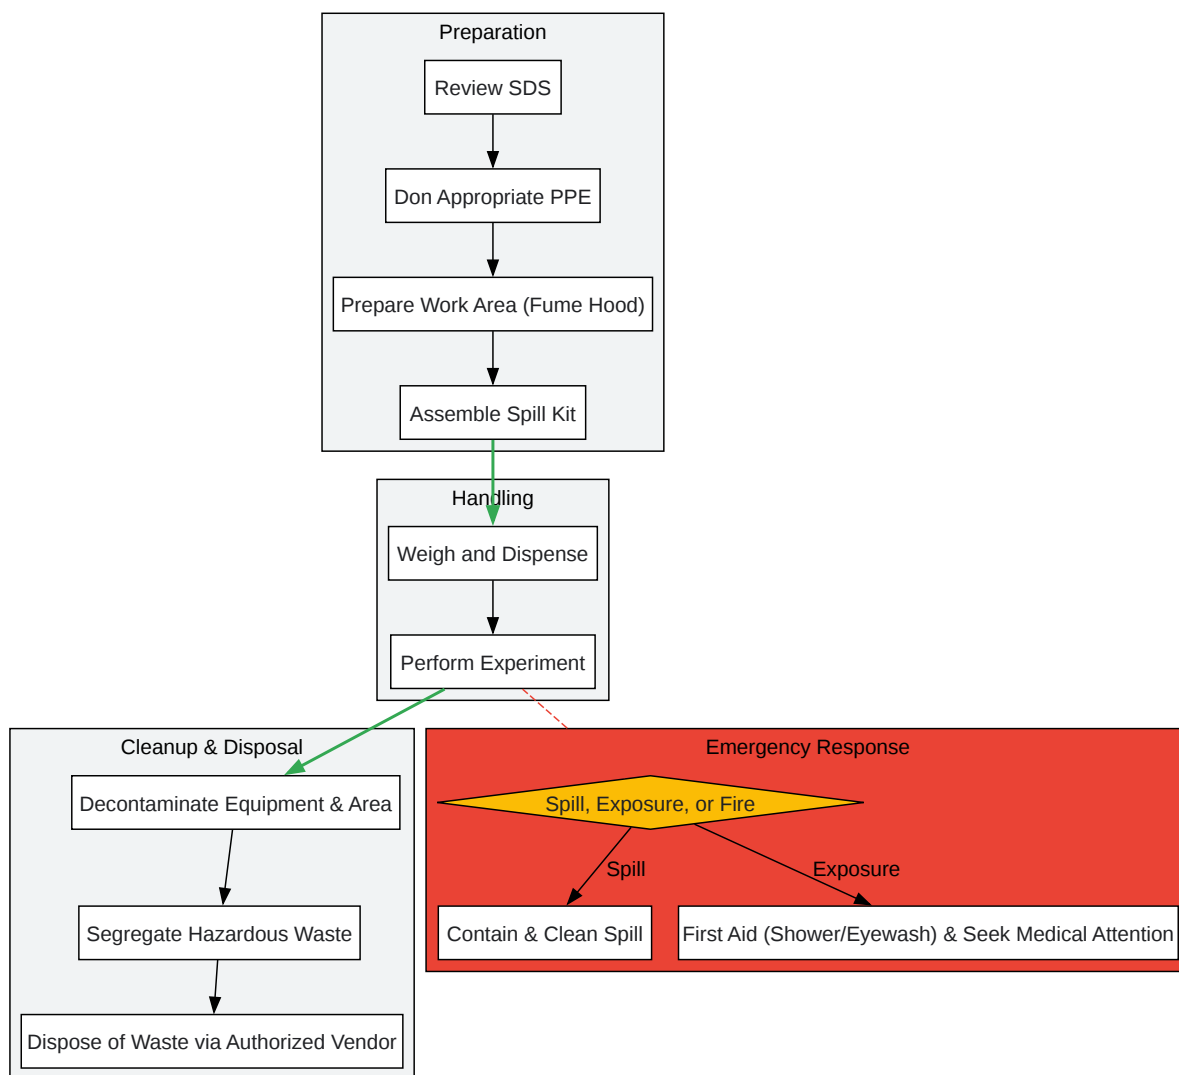 Preparation
Review SDS
Don Appropriate PPE
Prepare Work Area (Fume Hood)
Assemble Spill Kit
Handling
Weigh and Dispense
Perform Experiment
Cleanup & Disposal
Decontaminate Equipment & Area
Segregate Hazardous Waste
Dispose of Waste via Authorized Vendor
Emergency Response
Spill, Exposure, or Fire
Spill
Exposure
Contain & Clean Spill
First Aid (Shower/Eyewash) & Seek Medical Attention